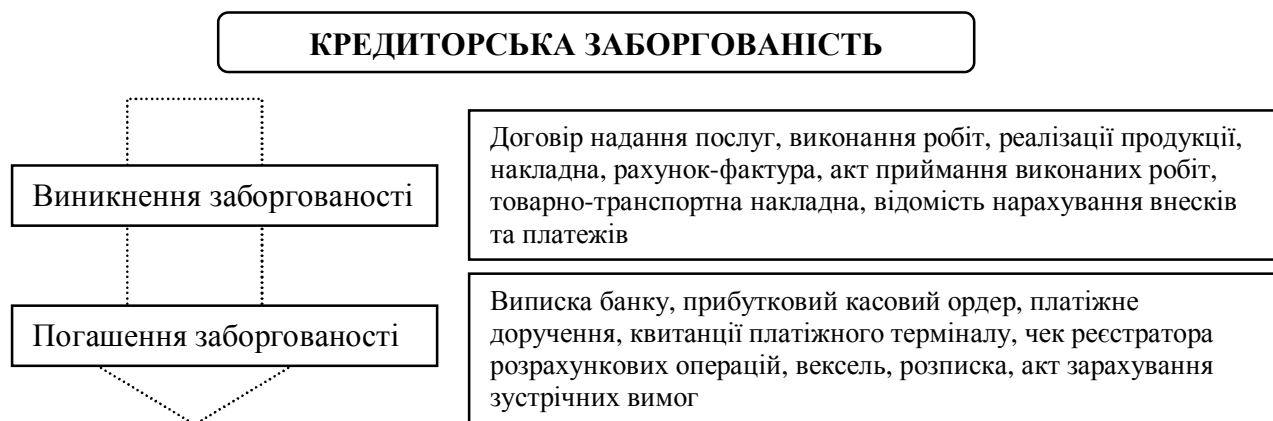 КРЕДИТОРСЬКА ЗАБОРГОВАНІСТЬ
Виникнення заборгованості
Договір надання послуг, виконання робіт, реалізації продукції,
накладна, рахунок-фактура, акт приймання виконаних робіт,
товарно-транспортна накладна, відомість нарахування внесків
та платежів
Погашення заборгованості
Виписка банку, прибутковий касовий ордер, платіжне
доручення, квитанції платіжного терміналу, чек реєстратора
розрахункових операцій, вексель, розписка, акт зарахування
зустрічних вимог